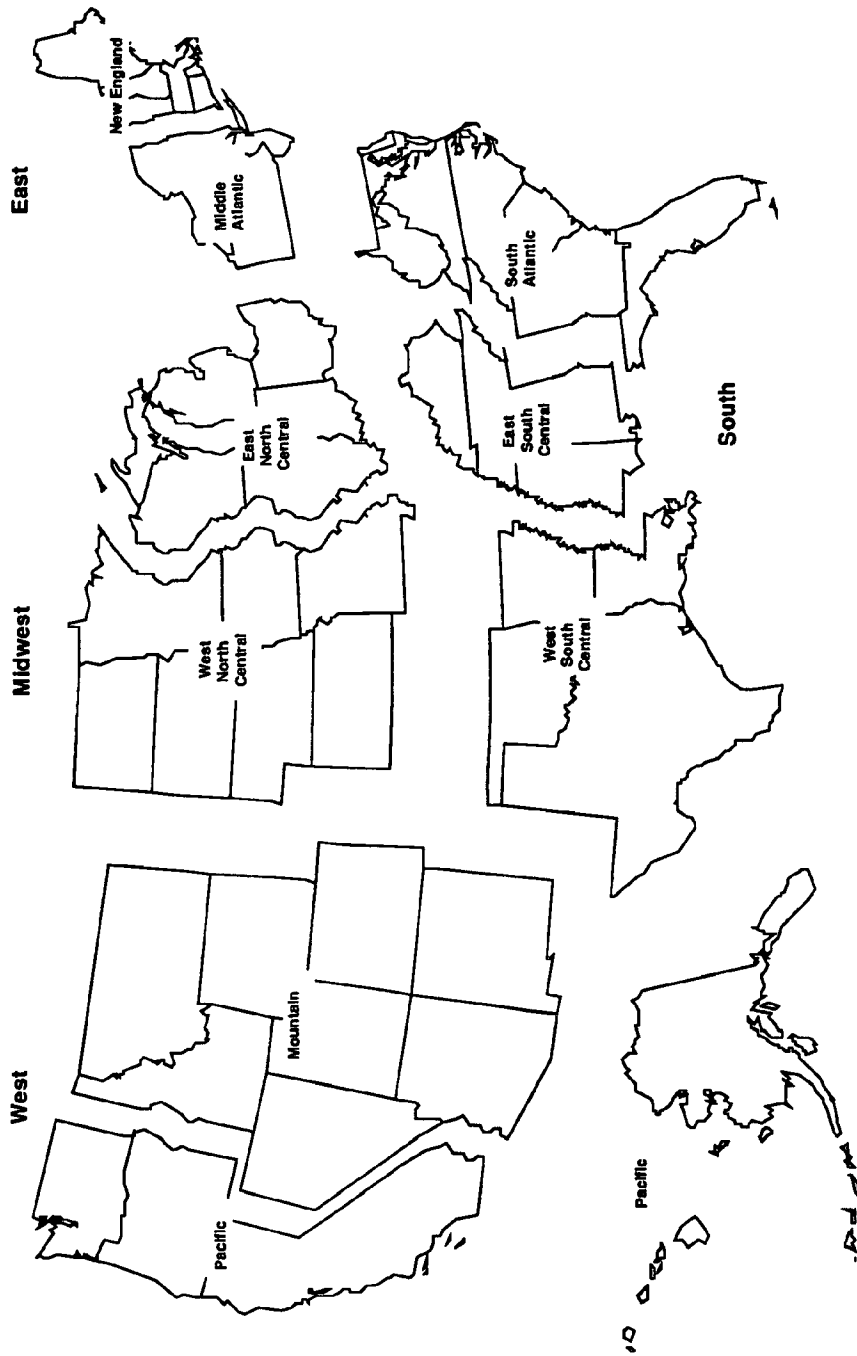 West
Midwest
East
South
Pacific
Mountain
West
North
Central
East
North
Central
Middle
Atlantic
New England
West
South
Central
East
South
Central
South
Atlantic
Pacific